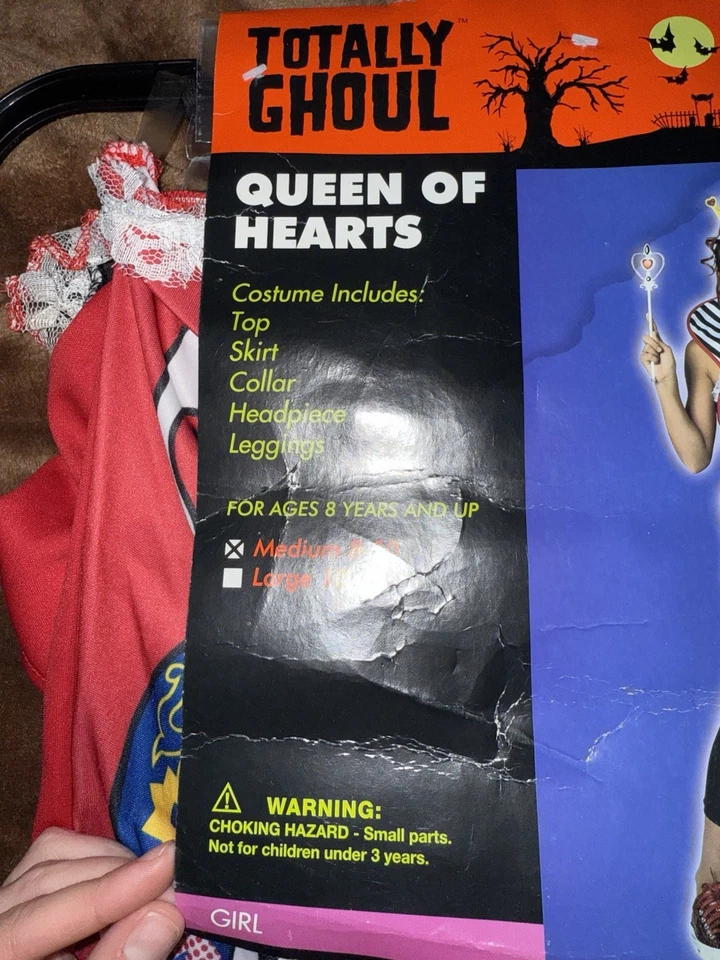 TOTALLY™
GHOUL
QUEEN OF
HEARTS
Costume Includes:
Top
Skirt
Collar
Headpiece
Leggings
FOR AGES 8 YEARS AND UP
Medium
Large
WARNING:
CHOKING HAZARD - Small parts.
Not for children under 3 years.
GIRL